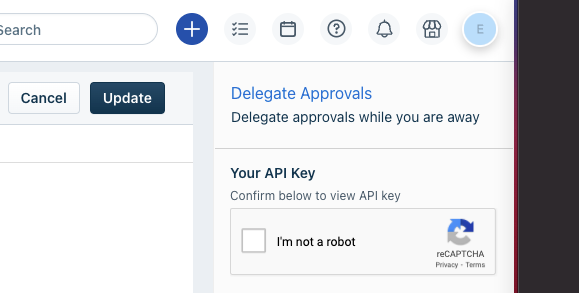 Search
E
Cancel
Update
Delegate Approvals
Delegate approvals while you are away
Your API Key
Confirm below to view API key
I'm not a robot
reCAPTCHA
Privacy - Terms